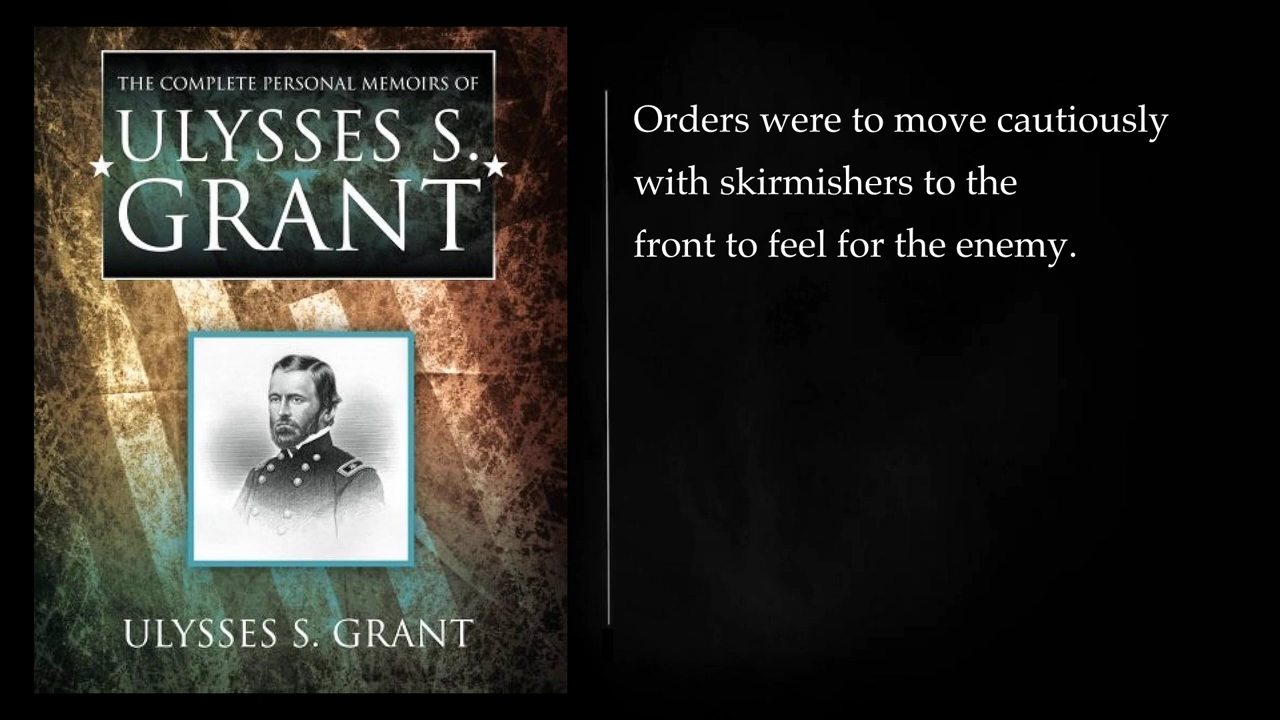 THE COMPLETE PERSONAL MEMOIRS OF
ULYSSES S.
GRANT
ULYSSES S. GRANT
Orders were to move cautiously
with skirmishers to the
front to feel for the enemy.